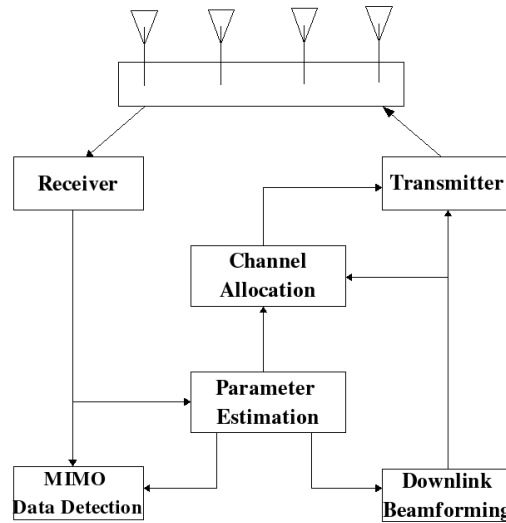 Receiver
Transmitter
Channel
Allocation
Parameter
Estimation
MIMO
Data Detection
Downlink
Beamforming